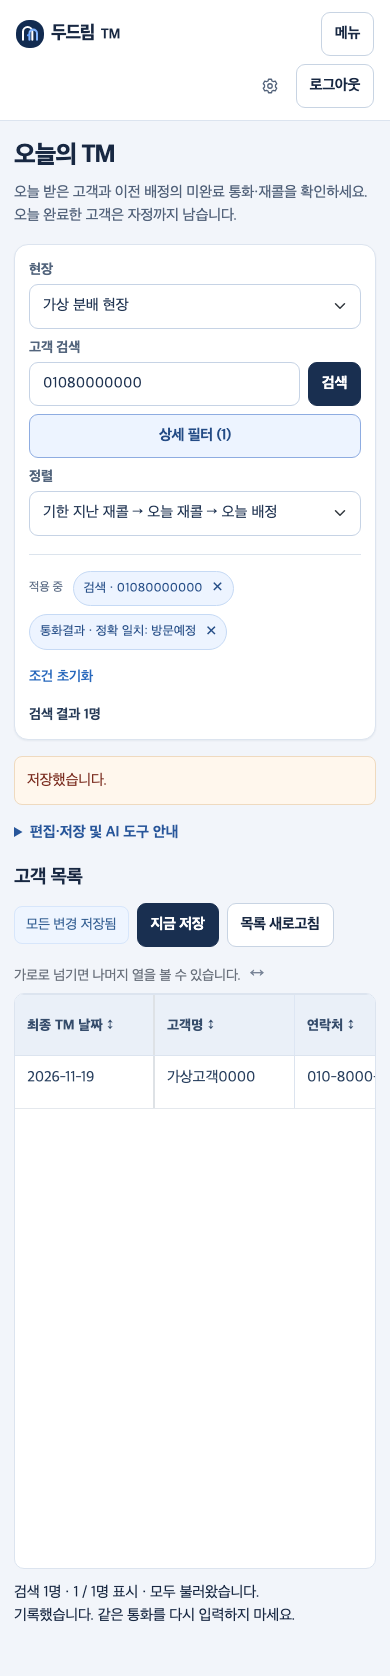 두드림 TM
메뉴
로그아웃
오늘의 TM
오늘 받은 고객과 이전 배정의 미완료 통화·재콜을 확인하세요.
오늘 완료한 고객은 자정까지 남습니다.
현장
가상 분배 현장
고객 검색
01080000000
검색
상세 필터 (1)
정렬
기한 지난 재콜 → 오늘 재콜 → 오늘 배정
적용 중
검색 · 01080000000 ✕
통화결과 · 정확 일치: 방문예정 ✕
조건 초기화
검색 결과 1명
저장했습니다.
▶ 편집·저장 및 AI 도구 안내
고객 목록
모든 변경 저장됨
지금 저장
목록 새로고침
가로로 넘기면 나머지 열을 볼 수 있습니다. ↔
최종 TM 날짜 ↕ 고객명 ↕ 연락처 ↕
2026-11-19 가상고객0000 010-8000-
검색 1명 · 1 / 1명 표시 · 모두 불러왔습니다.
기록했습니다. 같은 통화를 다시 입력하지 마세요.